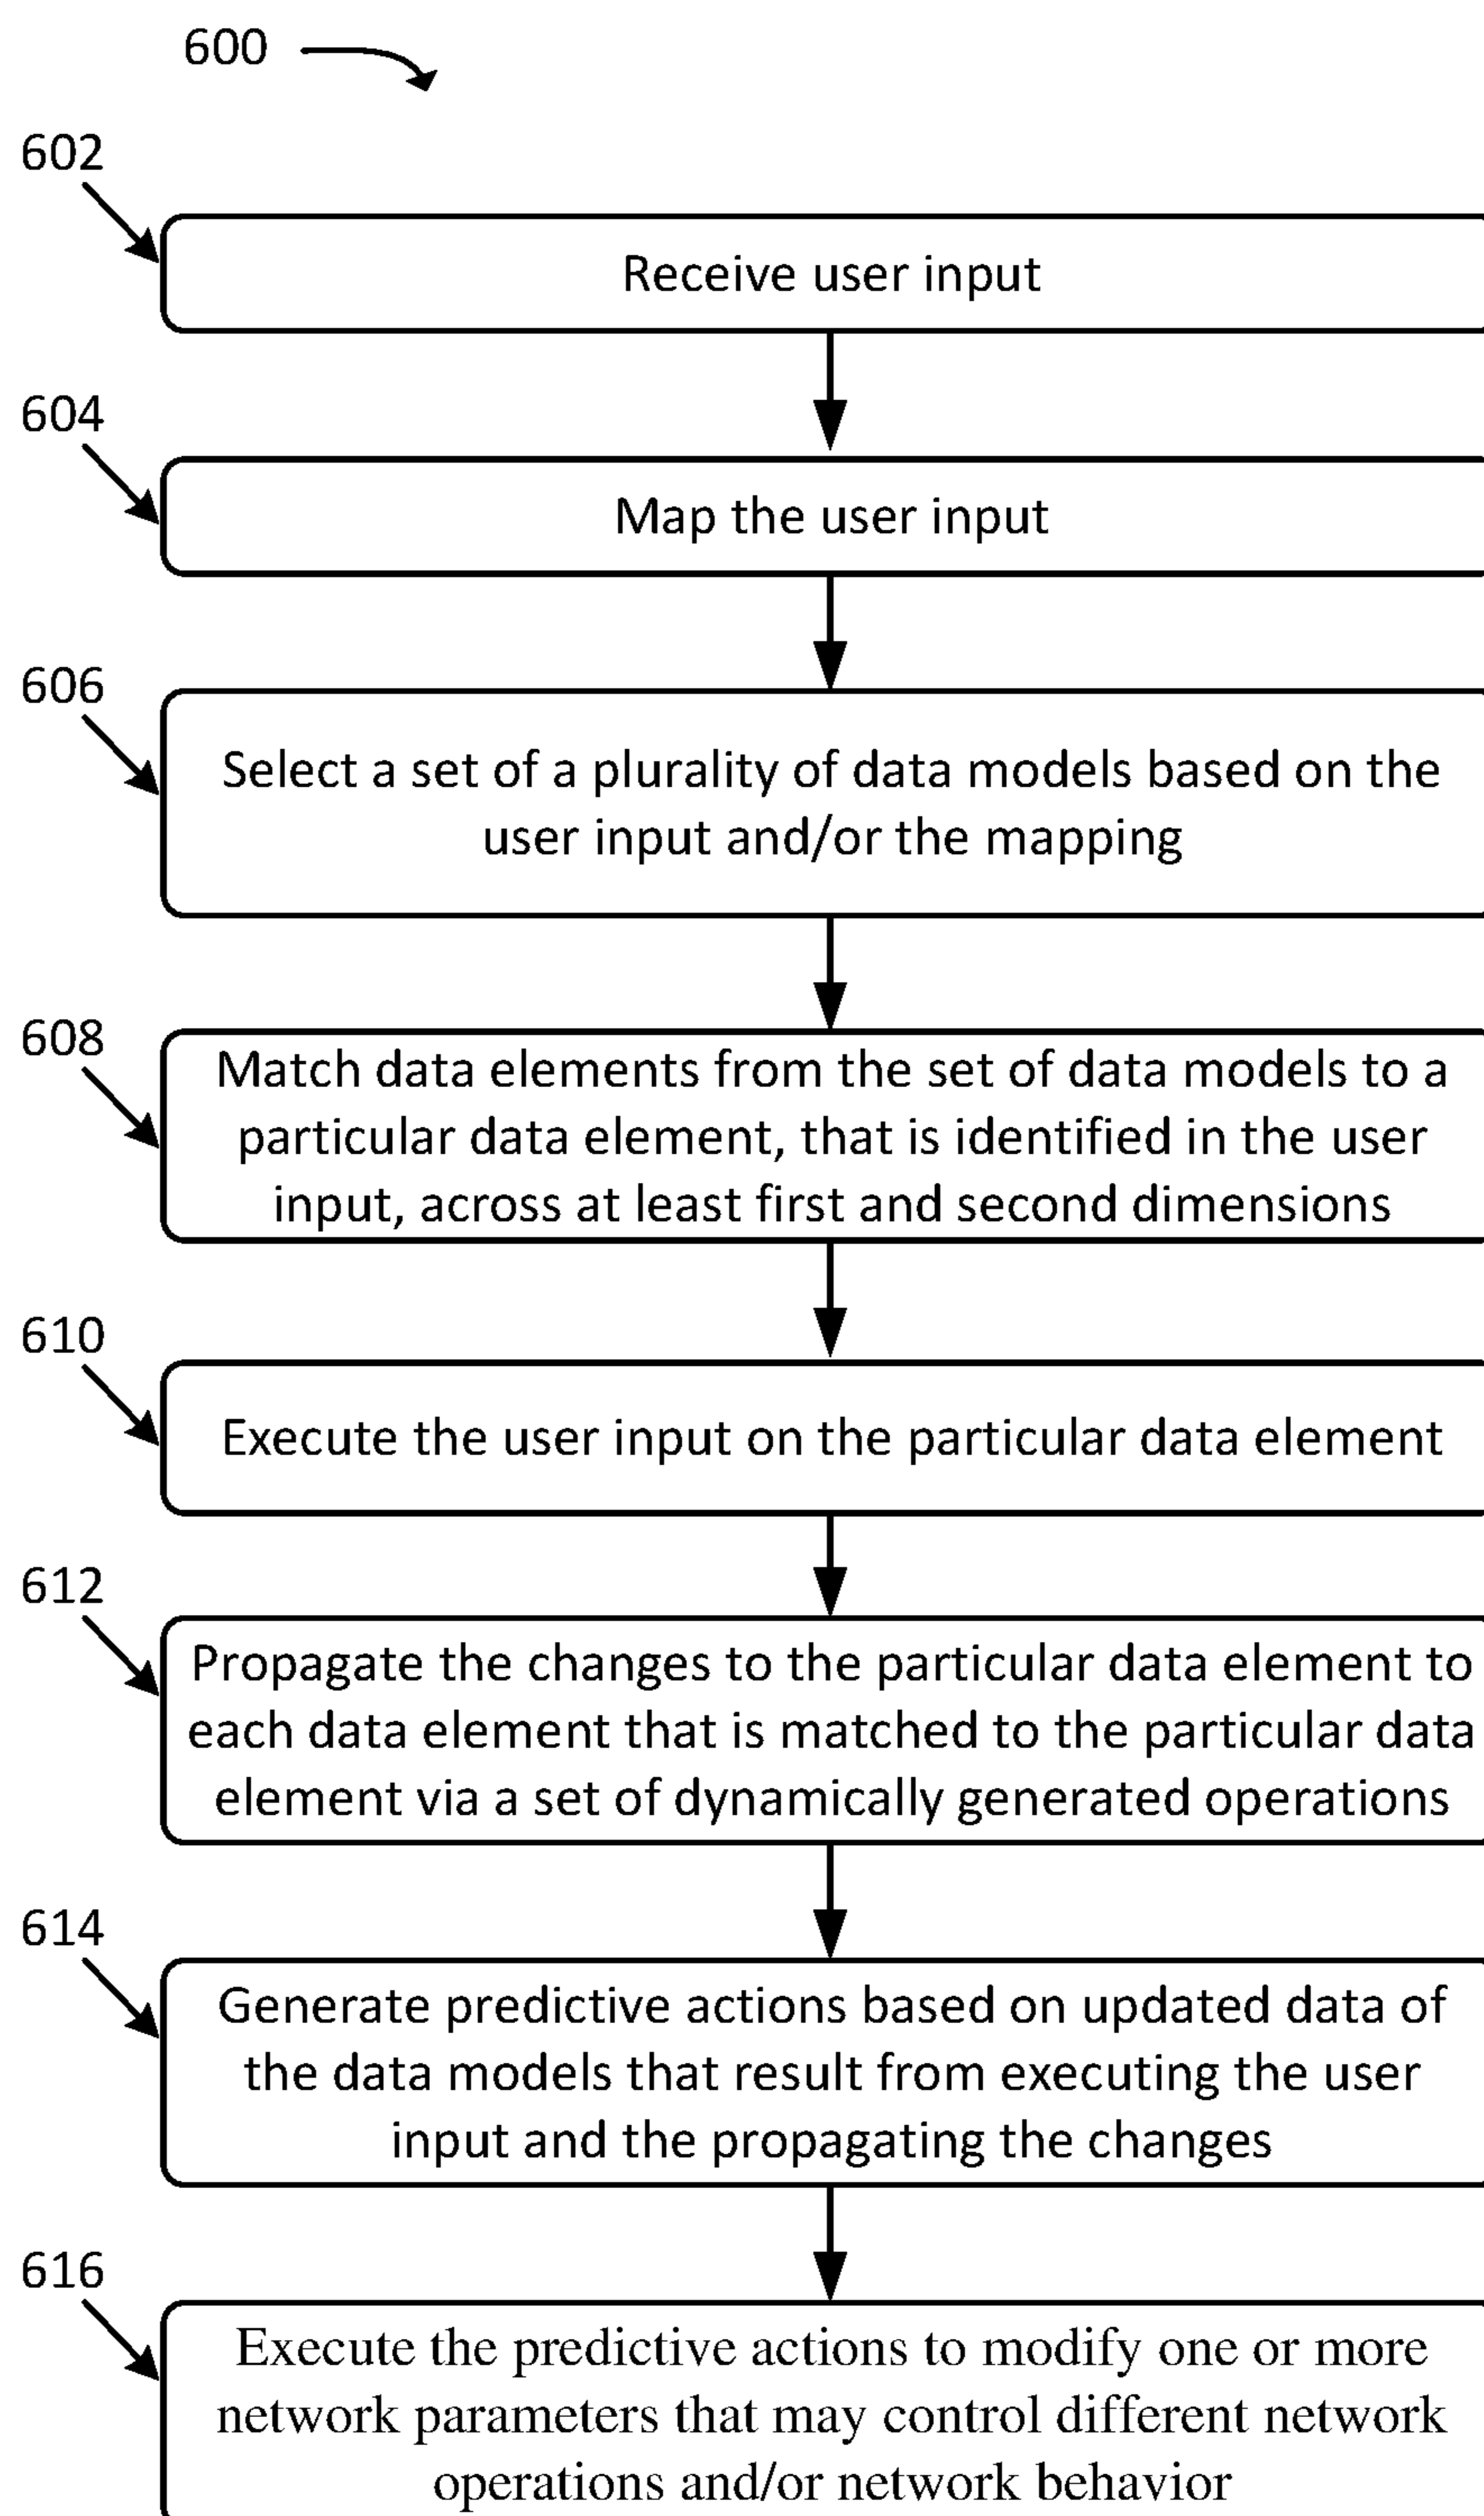 600
602
Receive user input
604
Map the user input
606
Select a set of a plurality of data models based on the
user input and/or the mapping
608
Match data elements from the set of data models to a
particular data element, that is identified in the user
input, across at least first and second dimensions
610
Execute the user input on the particular data element
612
Propagate the changes to the particular data element to
each data element that is matched to the particular data
element via a set of dynamically generated operations
614
Generate predictive actions based on updated data of
the data models that result from executing the user
input and the propagating the changes
616
Execute the predictive actions to modify one or more
network parameters that may control different network
operations and/or network behavior